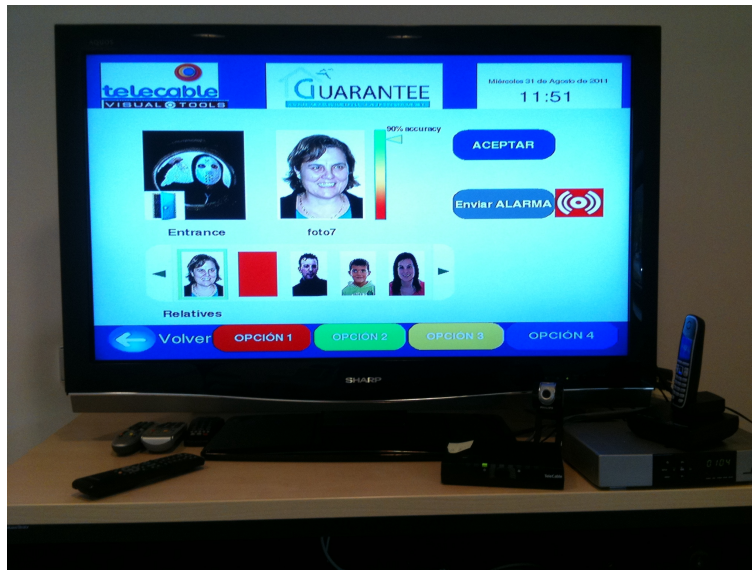 telecable
VISUAL TOOLS
GUARANTEE
Miércoles 31 de Agosto de 2011
11:51
90% accuracy
ACEPTAR
Enviar ALARMA
Entrance
foto7
Relatives
Volver
OPCIÓN 1
OPCIÓN 2
OPCIÓN 3
OPCIÓN 4
SHARP